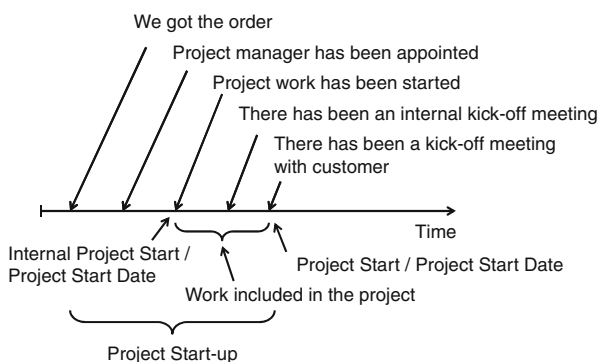 We got the order
Project manager has been appointed
Project work has been started
There has been an internal kick-off meeting
There has been a kick-off meeting
with customer
Time
Internal Project Start /
Project Start Date
Project Start / Project Start Date
Work included in the project
Project Start-up